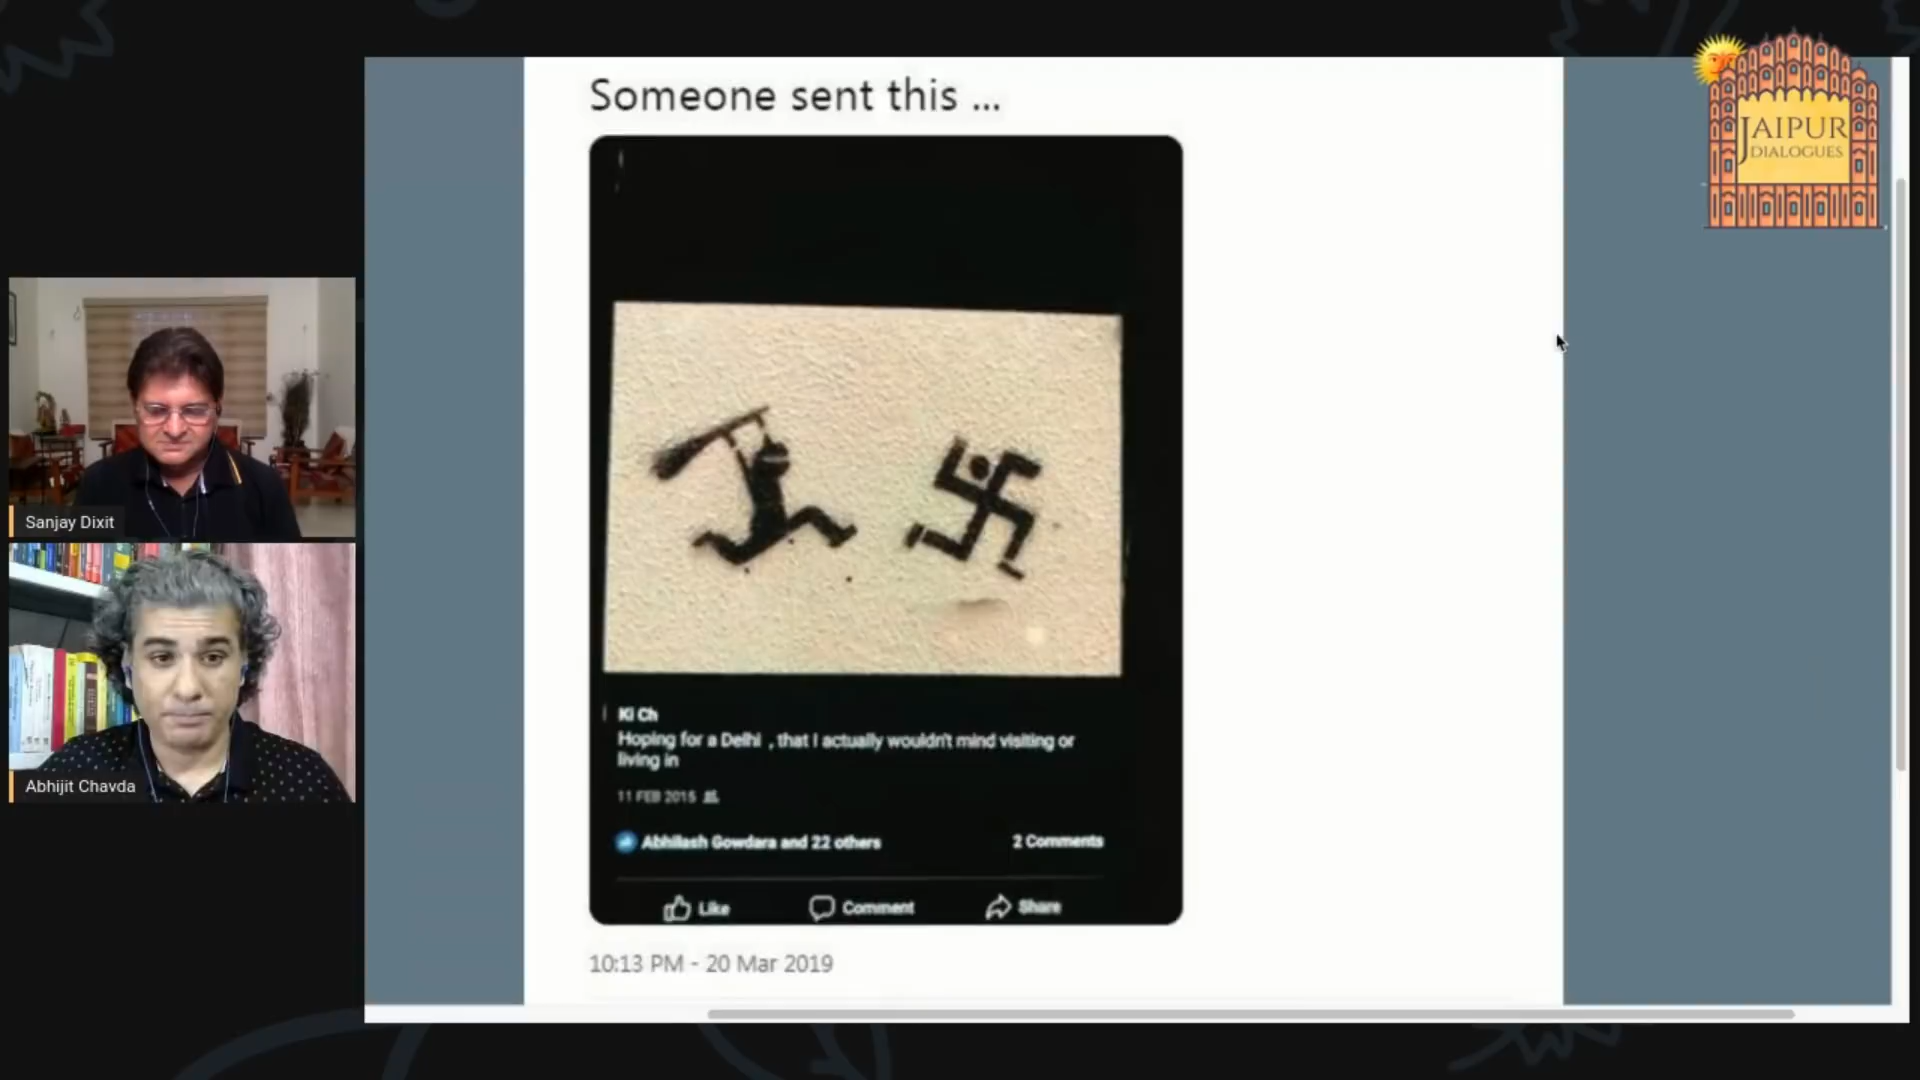 Someone sent this ...
JAIPUR
DIALOGUES
Sanjay Dixit
Abhijit Chavda
Ki Ch
Hoping for a Delhi , that I actually wouldn't mind visiting or
living in
11 FEB 2015
Abhilash Gowdara and 22 others
2 Comments
Like
Comment
Share
10:13 PM - 20 Mar 2019